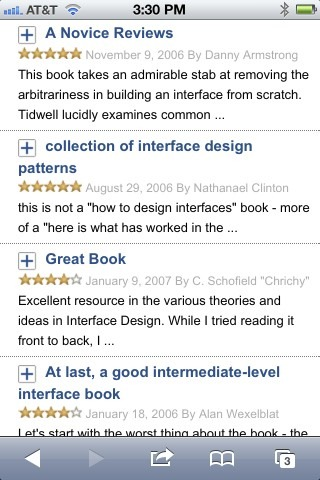 AT&T 3:30 PM
A Novice Reviews
November 9, 2006 By Danny Armstrong
This book takes an admirable stab at removing the
arbitrariness in building an interface from scratch.
Tidwell lucidly examines common ...
collection of interface design
patterns
August 29, 2006 By Nathanael Clinton
this is not a "how to design interfaces" book - more
of a "here is what has worked in the ...
Great Book
January 9, 2007 By C. Schofield "Chrichy"
Excellent resource in the various theories and
ideas in Interface Design. While I tried reading it
front to back, I ...
At last, a good intermediate-level
interface book
January 18, 2006 By Alan Wexelblat
Let's start with the worst thing about the book - the
3